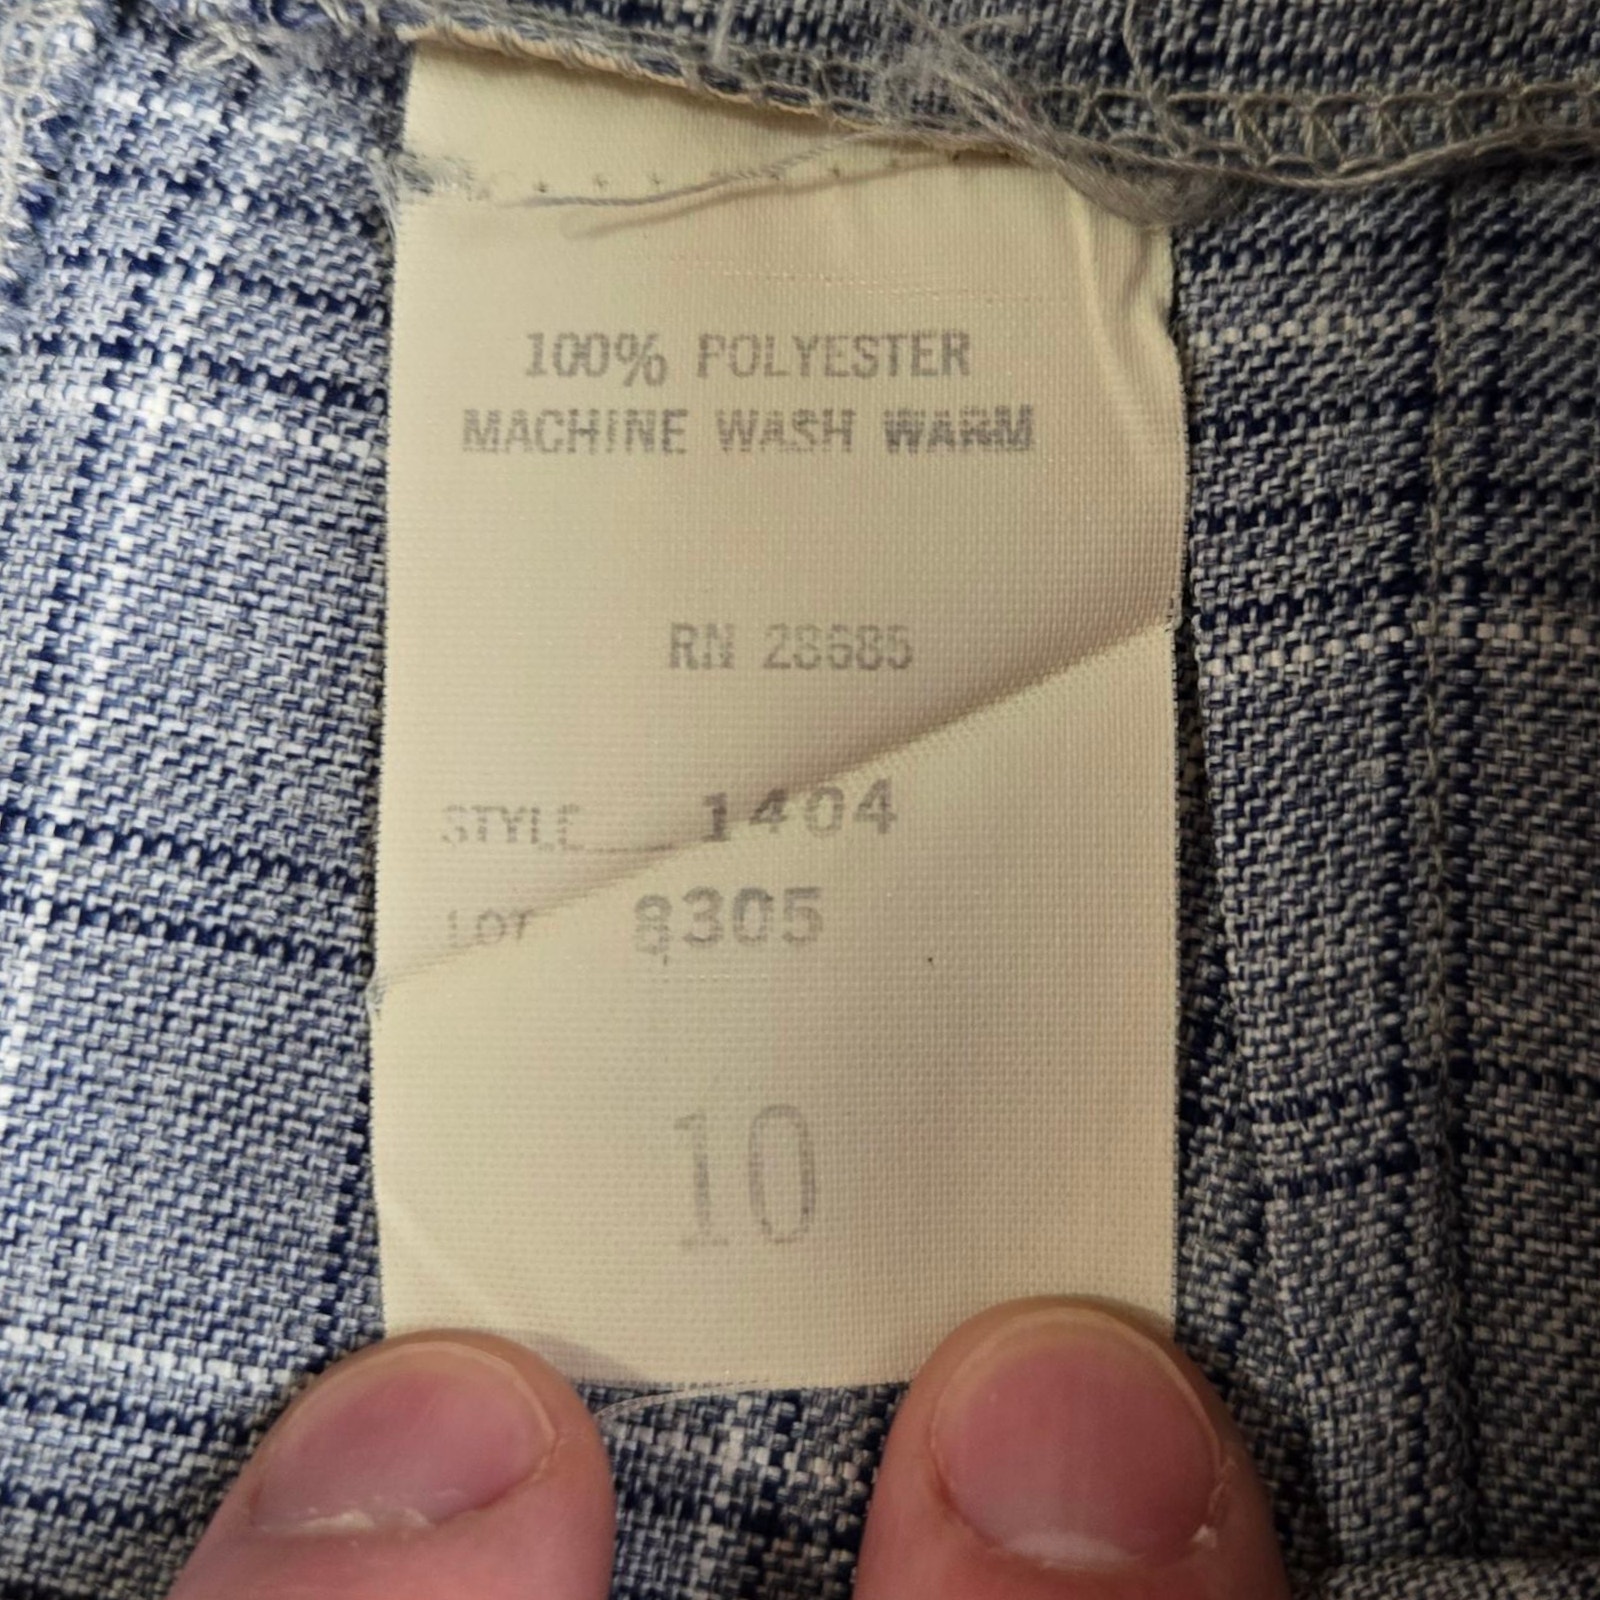 100% POLYESTER
MACHINE WASH WARM
RN 28685
STYLE 1404
LOT 8305
10